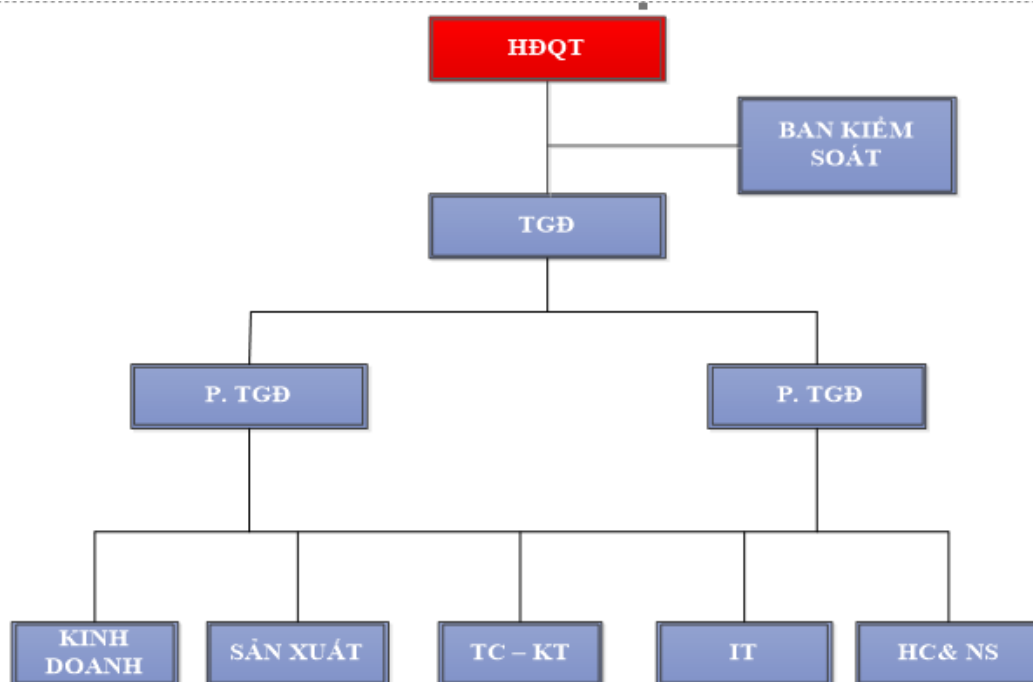 HĐQT
BAN KIỂM
SOÁT
TGĐ
P. TGĐ
P. TGĐ
KINH
DOANH
SẢN XUẤT
TC – KT
IT
HC& NS